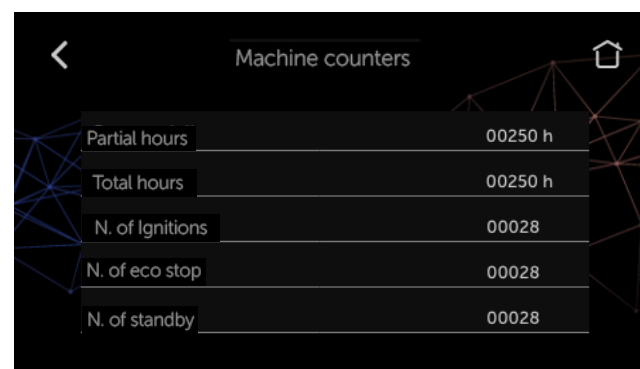 Machine counters
Partial hours 00250 h
Total hours 00250 h
N. of Ignitions 00028
N. of eco stop 00028
N. of standby 00028